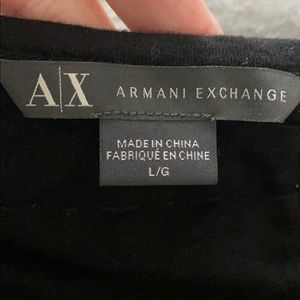 A|X ARMANI EXCHANGE
MADE IN CHINA
FABRIQUÉ EN CHINE
L/G